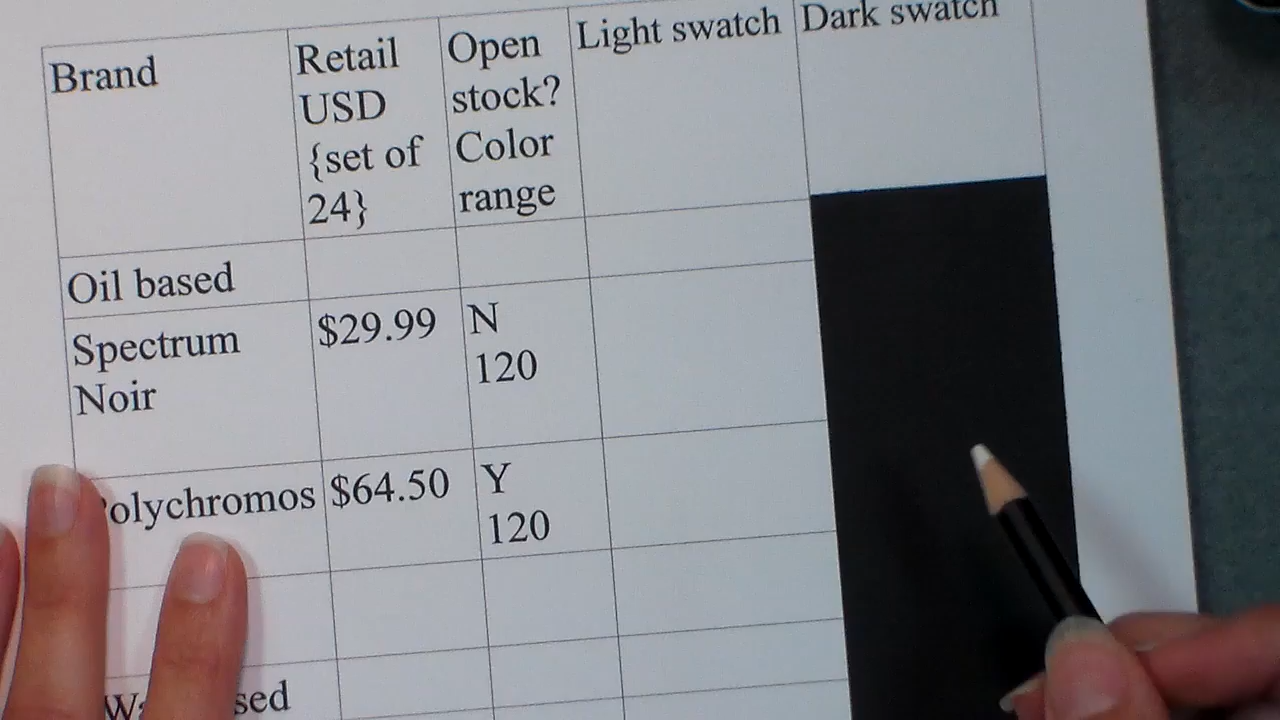 Brand
Retail
USD
{set of
24}
Open
stock?
Color
range
Light swatch
Dark swatch
Oil based
Spectrum
Noir
$29.99
N
120
olychromos
$64.50
Y
120